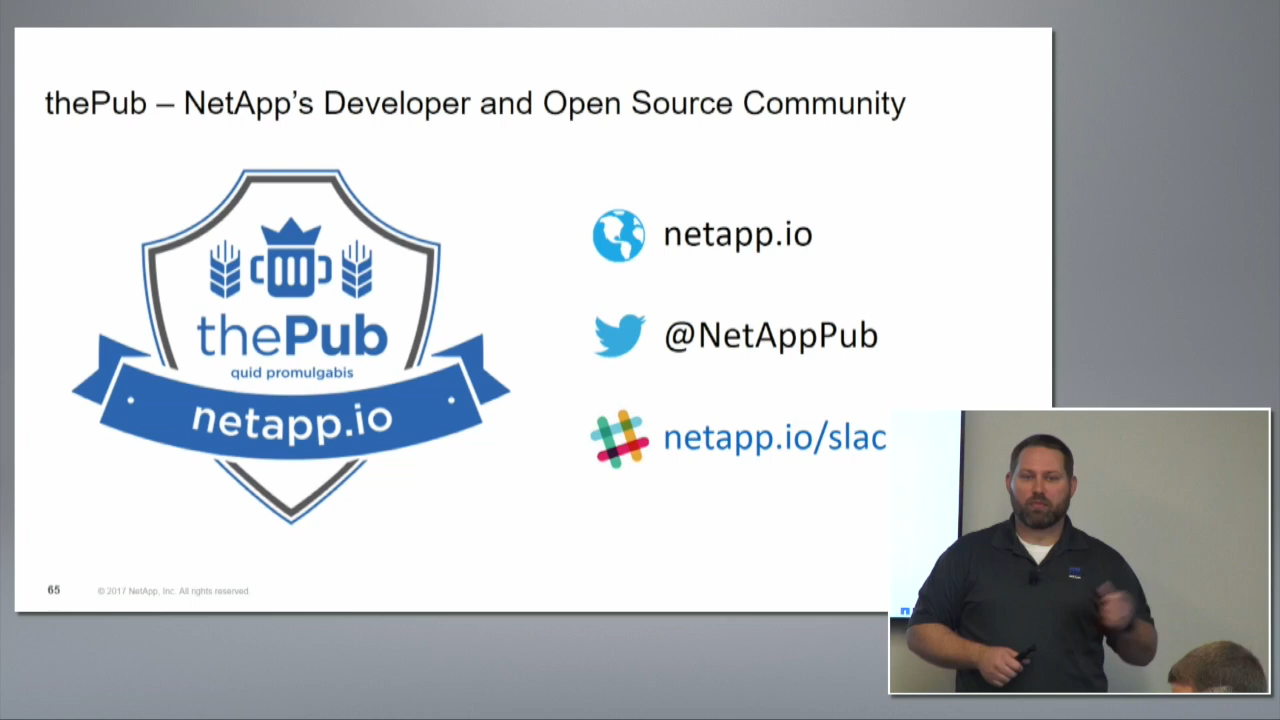 thePub – NetApp's Developer and Open Source Community
thePub
quid promulgabis
netapp.io
netapp.io
@NetAppPub
netapp.io/slac
65
© 2017 NetApp, Inc. All rights reserved